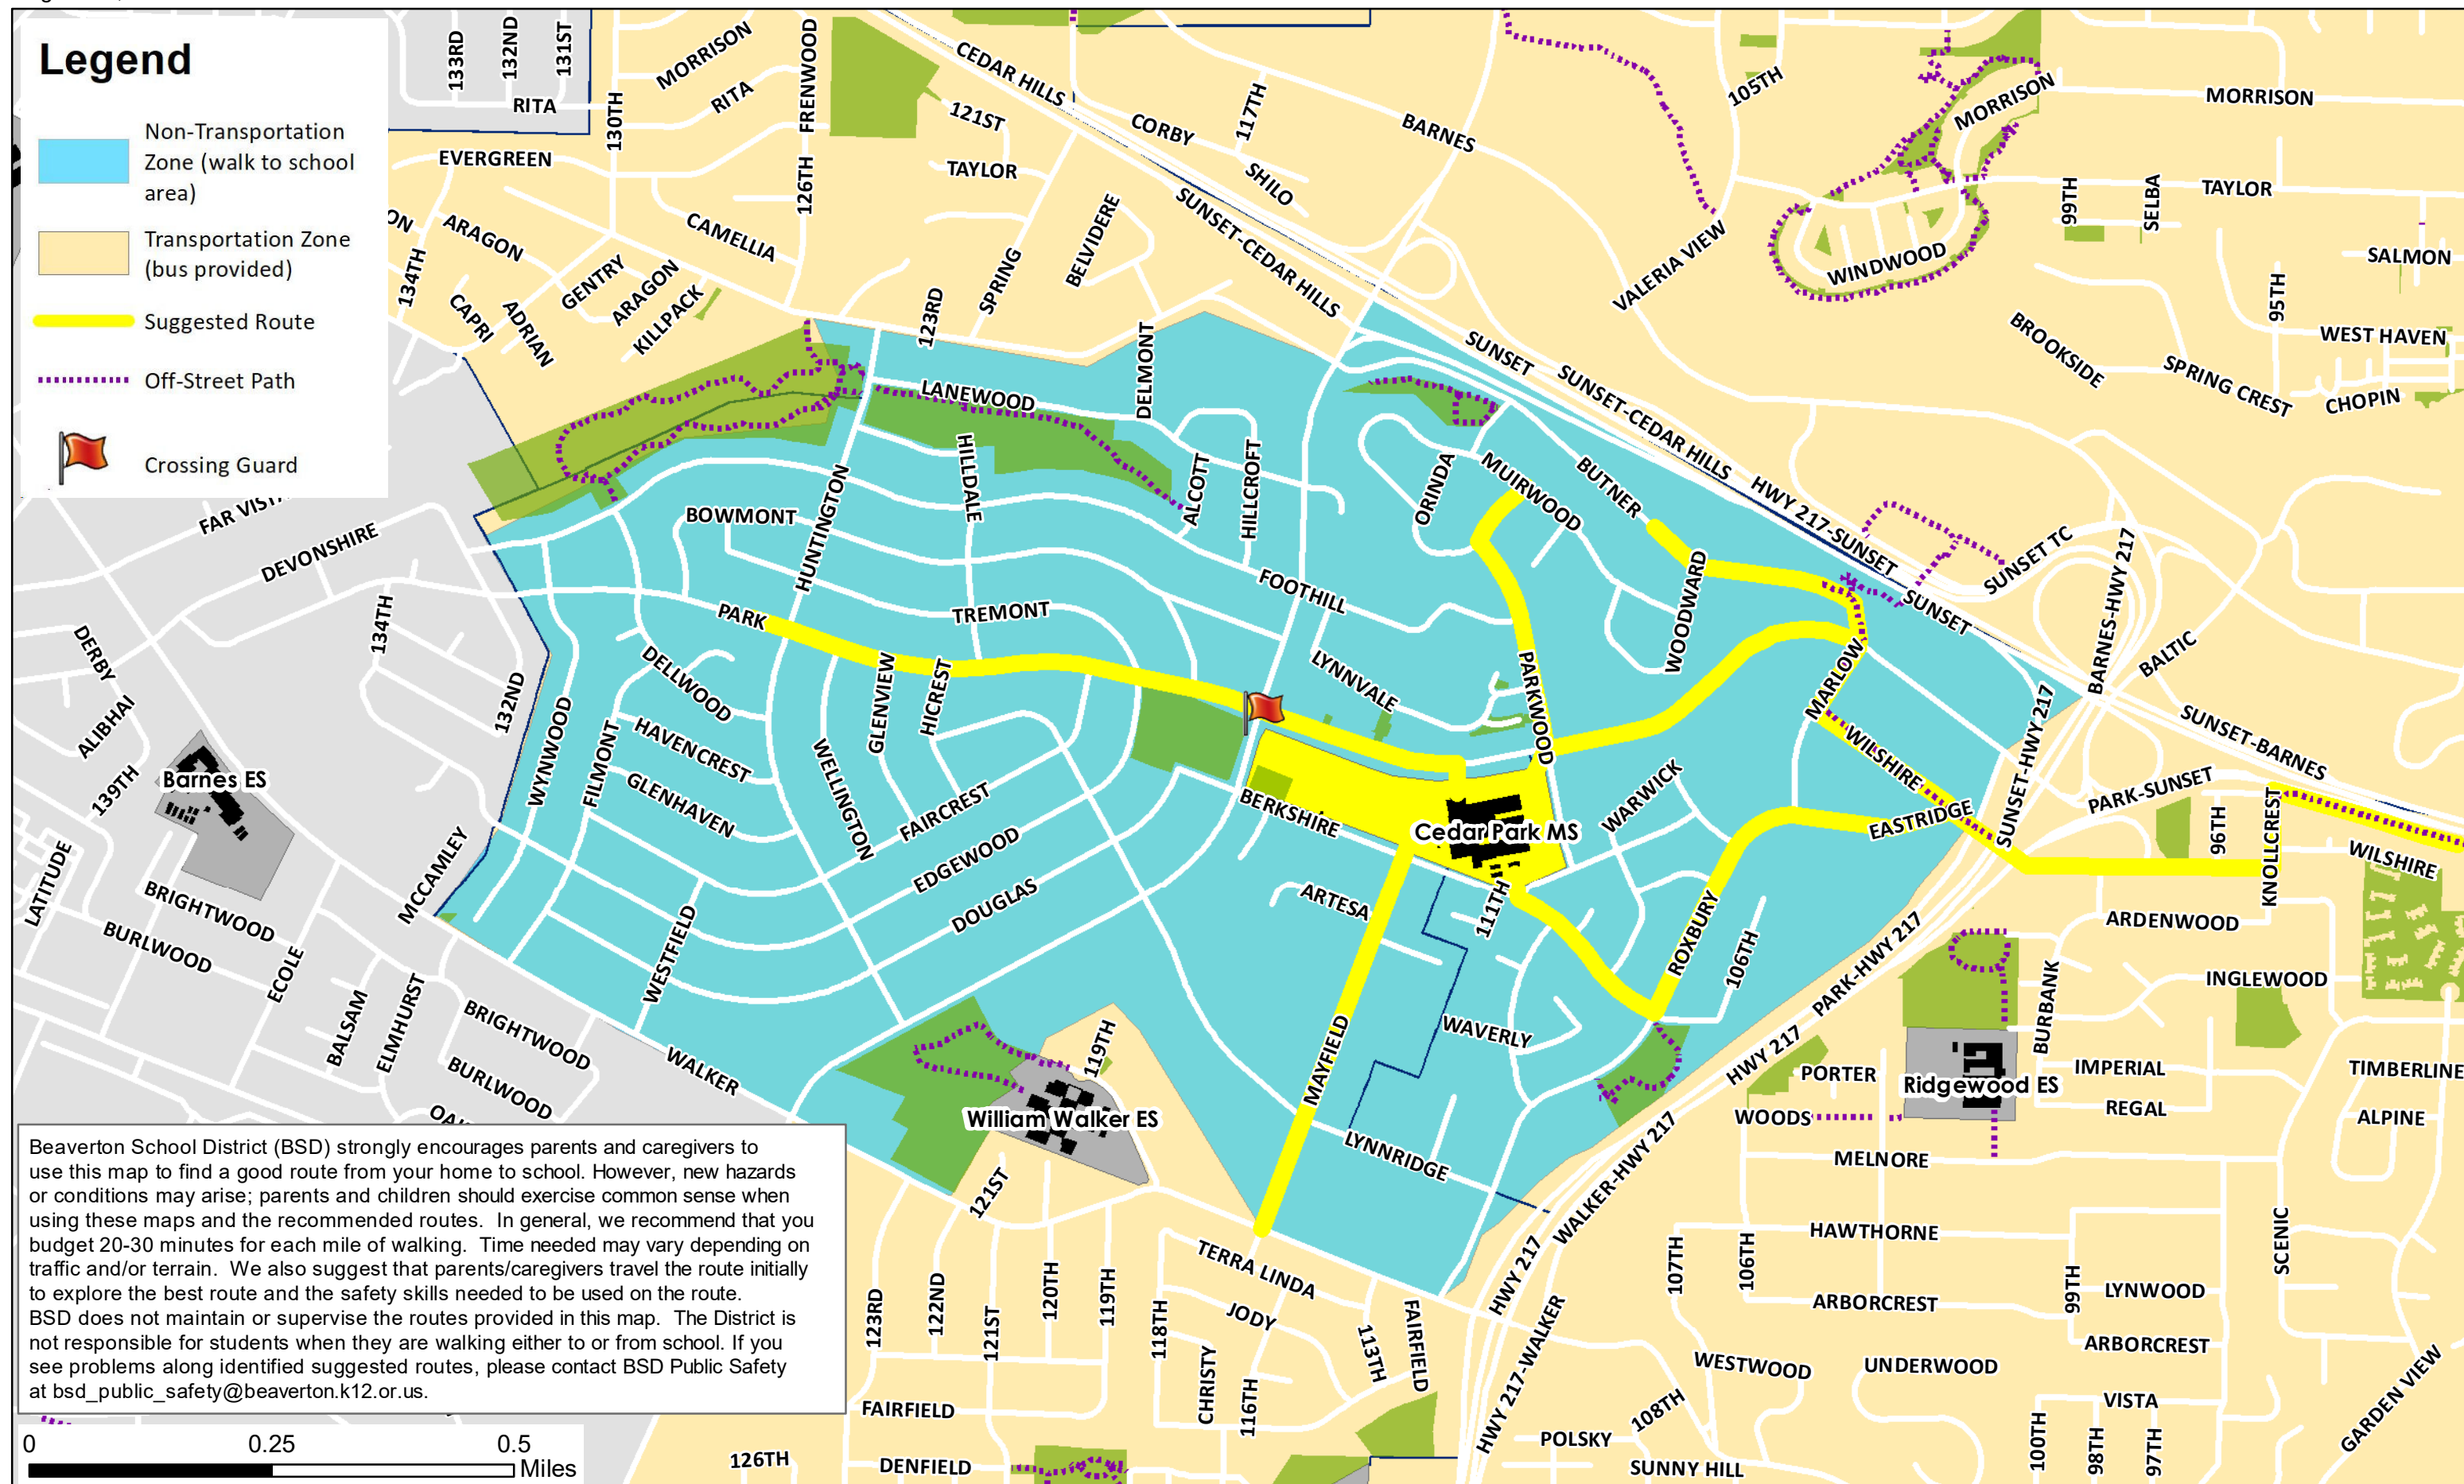 Legend
Non-Transportation
Zone (walk to school
area)
Transportation Zone
(bus provided)
Suggested Route
Off-Street Path
Crossing Guard
133RD
132ND
131ST
RITA
130TH
MORRISON
RITA
FRENWOOD
EVERGREEN
126TH
CEDAR HILLS
121ST
TAYLOR
CORBY
117TH
SHILO
BARNES
105TH
MORRISON
MORRISON
TAYLOR
99TH
SELBA
SALMON
95TH
WEST HAVEN
WINDWOOD
VALERIA VIEW
BROOKSIDE
SPRING CREST
CHOPIN
ON
ARAGON
134TH
CAPRI
ADRIAN
GENTRY
ARAGON
KILLPACK
CAMELLIA
123RD
SPRING
BELVIDERE
SUNSET-CEDAR HILLS
DELMONT
SUNSET
SUNSET-CEDAR HILLS
HWY 217-SUNSET
SUNSET TC
SUNSET
BARNES-HWY 217
BALTIC
SUNSET-BARNES
LANEWOOD
HILLDALE
ALCOTT
HILLCROFT
ORINDA
MUIRWOOD
BUTNER
WOODWARD
FAR VIST
DEVONSHIRE
BOWMONT
HUNTINGTON
FOOTHILL
PARK
TREMONT
134TH
132ND
DERBY
ALIBHAI
139TH
Barnes ES
LATITUDE
BRIGHTWOOD
BURLWOOD
ECOLE
MCCAMLEY
WYNWOOD
FILMONT
DELLWOOD
HAVENCREST
GLENHAVEN
WELINGTON
GLENVIEW
HICREST
FAIRCREST
EDGEWOOD
DOUGLAS
WESTFIELD
LYNNVALE
PARKWOOD
MARLOW
WILSHIRE
SUNSET-HWY 217
PARK-SUNSET
96TH
KNOLLCREST
WILSHIRE
BERKSHIRE
Cedar Park MS
WARWICK
EASTRIDGE
ARTESA
111TH
ROXBURY
106TH
PARK-HWY 217
ARDENWOOD
INGLEWOOD
BURBANK
BALSAM
ELMHURST
BRIGHTWOOD
BURLWOOD
WALKER
119TH
William Walker ES
MAYFIELD
WAVERLY
LYNNRIDGE
HWY 217
WALKER-HWY 217
PORTER
WOODS
Ridgewood ES
IMPERIAL
REGAL
TIMBERLINE
ALPINE
MELNORE
HAWTHORNE
SCENIC
107TH
106TH
99TH
LYNWOOD
ARBORCREST
ARBORCREST
WESTWOOD
UNDERWOOD
VISTA
GARDEN VIEW
100TH
98TH
97TH
121ST
TERRA LINDA
JODY
123RD
122ND
121ST
120TH
119TH
118TH
CHRISTY
116TH
113TH
FAIRFIELD
HWY 217
HWY 217-WALKER
108TH
POLSKY
SUNNY HILL
FAIRFIELD
126TH
DENFIELD
Beaverton School District (BSD) strongly encourages parents and caregivers to
use this map to find a good route from your home to school. However, new hazards
or conditions may arise; parents and children should exercise common sense when
using these maps and the recommended routes. In general, we recommend that you
budget 20-30 minutes for each mile of walking. Time needed may vary depending on
traffic and/or terrain. We also suggest that parents/caregivers travel the route initially
to explore the best route and the safety skills needed to be used on the route.
BSD does not maintain or supervise the routes provided in this map. The District is
not responsible for students when they are walking either to or from school. If you
see problems along identified suggested routes, please contact BSD Public Safety
at bsd_public_safety@beaverton.k12.or.us.
0 0.25 0.5
Miles